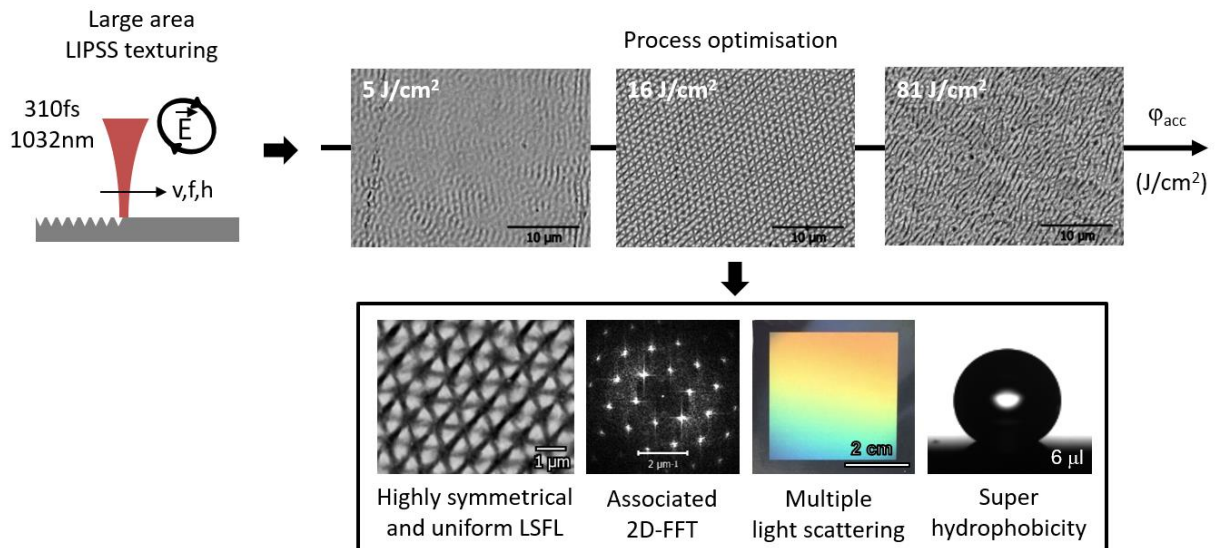 Large area
LIPSS texturing
310fs
1032nm
E
v,f,h
Process optimisation
5 J/cm²
10 µm
16 J/cm²
10 µm
81 J/cm²
10 µm
φacc
(J/cm²)
1 µm
2 µm-1
2 cm
6 µl
Highly symmetrical
and uniform LSFL
Associated
2D-FFT
Multiple
light scattering
Super
hydrophobicity